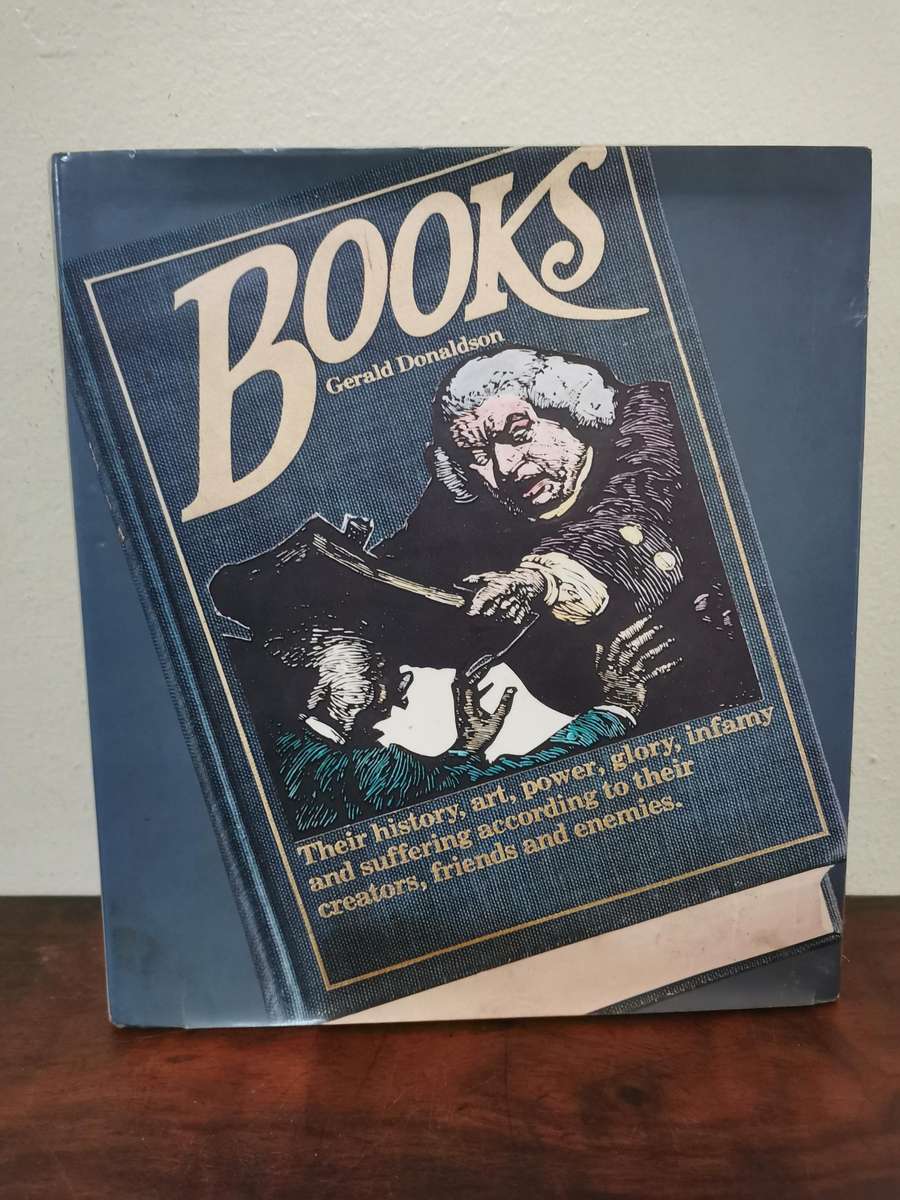 BOOKS
Gerald Donaldson
Their history, art, power, glory, infamy
and suffering according to their
creators, friends and enemies.